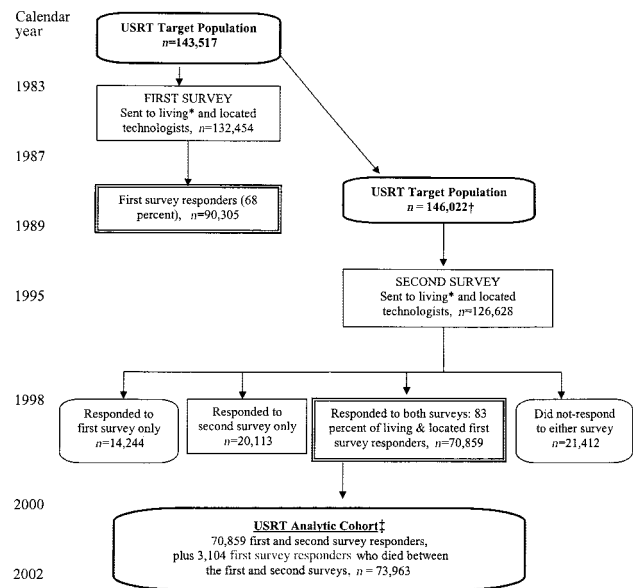 Calendar
year
USRT Target Population
n=143,517
1983
FIRST SURVEY
Sent to living* and located
technologists, n=132,454
1987
First survey responders (68
percent), n=90,305
USRT Target Population
n = 146,022†
1989
SECOND SURVEY
Sent to living* and located
technologists, n=126,628
1995
1998
Responded to
first survey only
n=14,244
Responded to
second survey only
n=20,113
Responded to both surveys: 83
percent of living & located first
survey responders, n=70,859
Did not-respond
to either survey
n=21,412
2000
USRT Analytic Cohort‡
70,859 first and second survey responders,
plus 3,104 first survey responders who died between
the first and second surveys. n = 73,963
2002